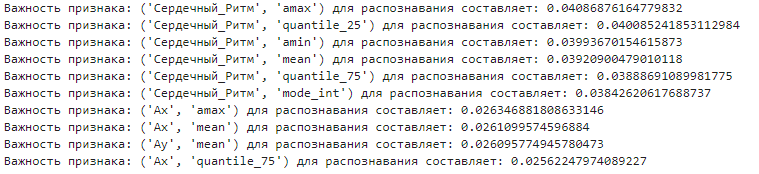 Важность признака: ('Сердечный_Ритм', 'amax') для распознавания составляет: 0.04086876164779832
Важность признака: ('Сердечный_Ритм', 'quantile_25') для распознавания составляет: 0.040085241853112984
Важность признака: ('Сердечный_Ритм', 'amin') для распознавания составляет: 0.03993670154615873
Важность признака: ('Сердечный_Ритм', 'mean') для распознавания составляет: 0.03920900479010118
Важность признака: ('Сердечный_Ритм', 'quantile_75') для распознавания составляет: 0.03888691089981775
Важность признака: ('Сердечный_Ритм', 'mode_int') для распознавания составляет: 0.03842620617688737
Важность признака: ('Ax', 'amax') для распознавания составляет: 0.026346881808633146
Важность признака: ('Ax', 'mean') для распознавания составляет: 0.0261099574596884
Важность признака: ('Ay', 'mean') для распознавания составляет: 0.026095774945780473
Важность признака: ('Ax', 'quantile_75') для распознавания составляет: 0.02562247974089227